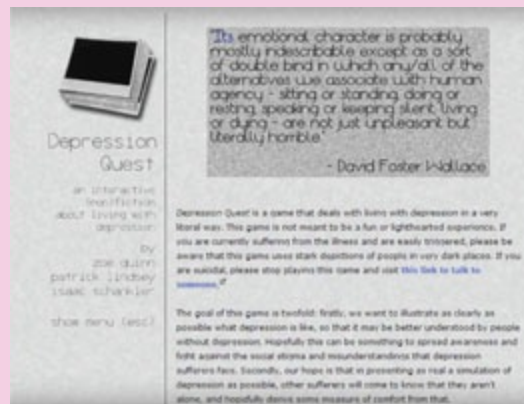 Depression
Quest
an interactive
(non)fiction
about living with
depression
by
zoe quinn
patrick lindsey
isaac schankler
show menu (esc)
"Its emotional character is probably
mostly indescribable except as a sort
of double bind in which any/all of the
alternatives we associate with human
agency - sitting or standing, doing or
resting, speaking or keeping silent, living
or dying - are not just unpleasant but
literally horrible."
- David Foster Wallace
Depression Quest is a game that deals with living with depression in a very
literal way. This game is not meant to be a fun or lighthearted experience. If
you are currently suffering from the illness and are easily triggered, please be
aware that this game uses stark depictions of people in very dark places. If you
are suicidal, please stop playing this game and visit this link to talk to
someone.
The goal of this game is twofold: firstly, we want to illustrate as clearly as
possible what depression is like, so that it may be better understood by people
without depression. Hopefully this can be something to spread awareness and
fight against the social stigma and misunderstandings that depression
sufferers face. Secondly, our hope is that in presenting as real a simulation of
depression as possible, other sufferers will come to know that they aren't
alone, and hopefully derive some measure of comfort from that.